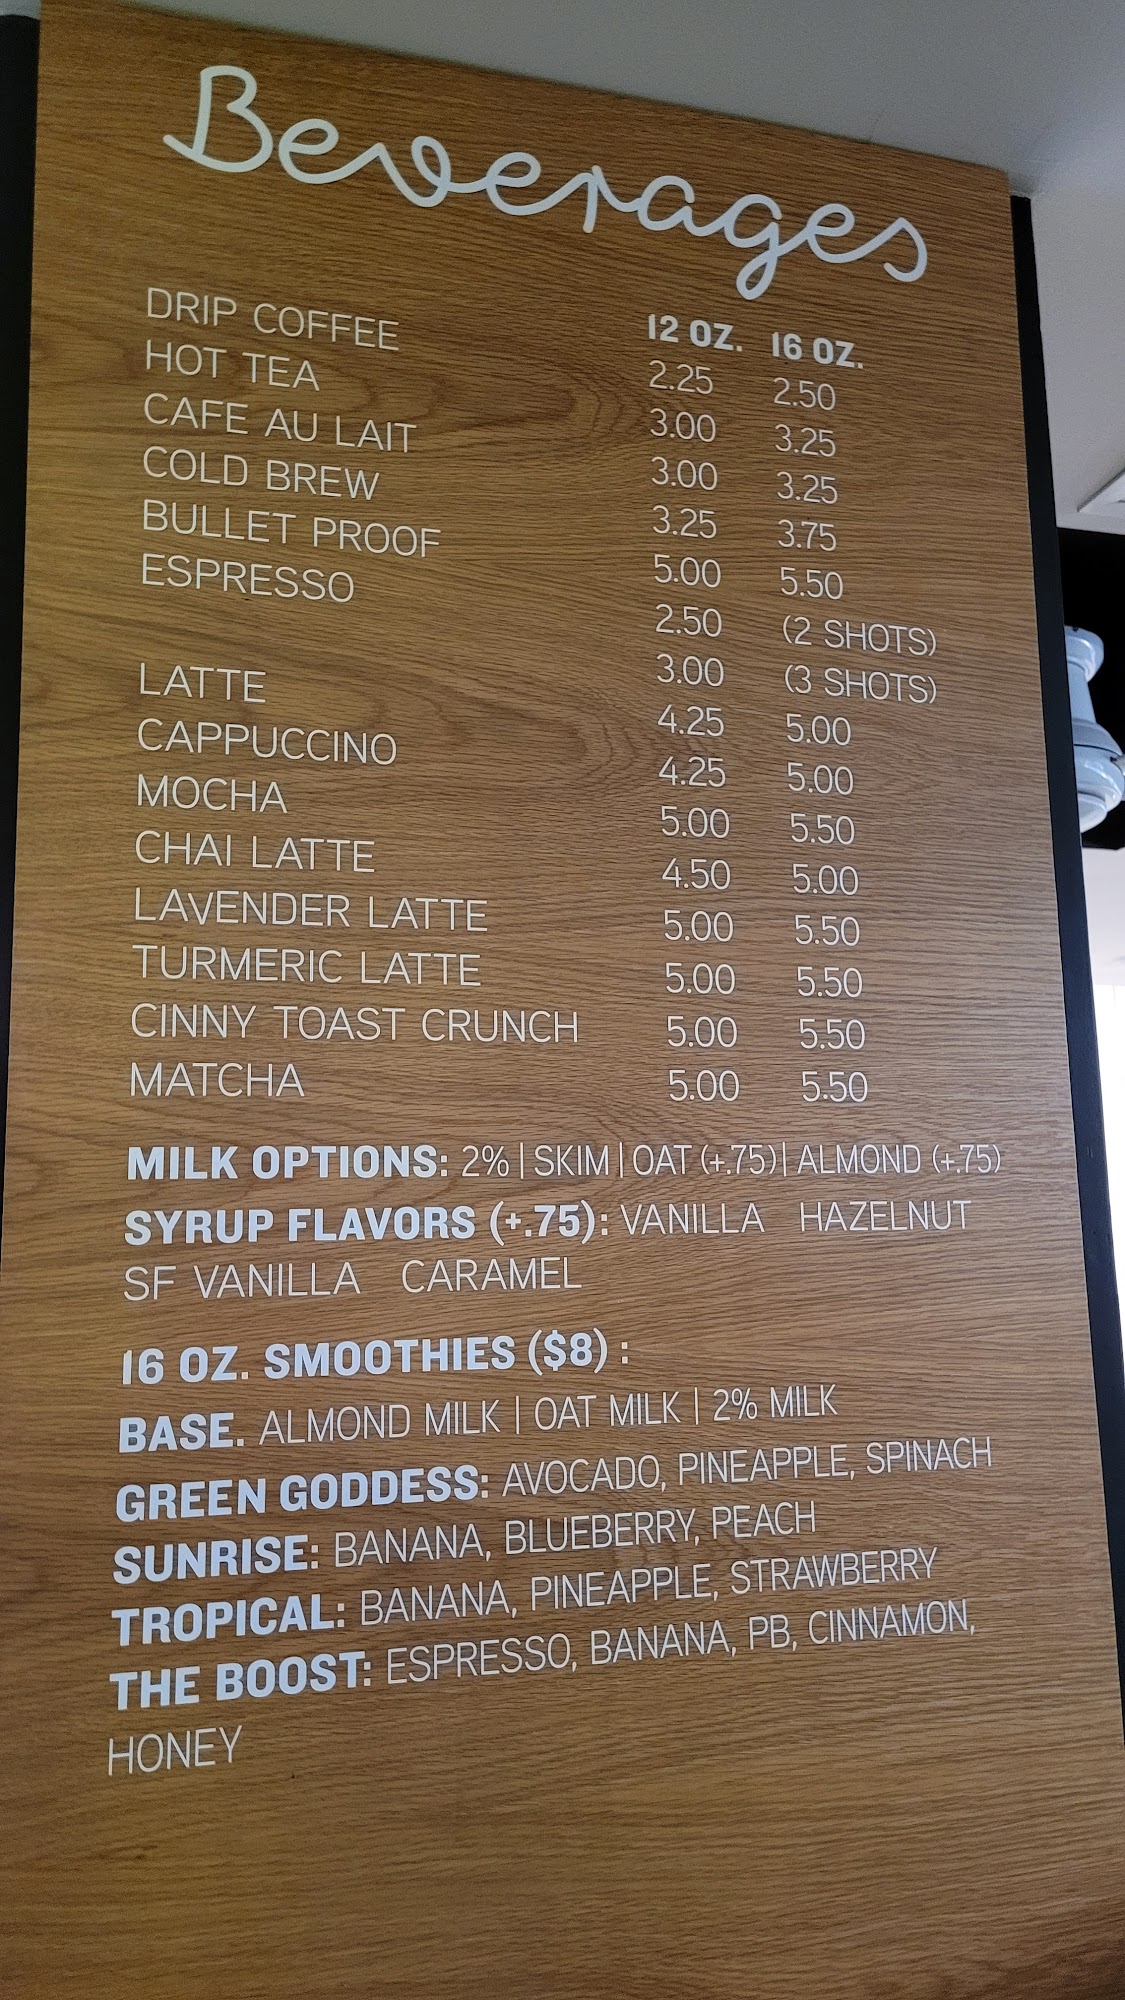 Beverages
12 OZ. 16 OZ.
DRIP COFFEE 2.25 2.50
HOT TEA 3.00 3.25
CAFE AU LAIT 3.00 3.25
COLD BREW 3.25 3.75
BULLET PROOF 5.00 5.50
ESPRESSO 2.50 (2 SHOTS)
3.00 (3 SHOTS)
LATTE 4.25 5.00
CAPPUCCINO 4.25 5.00
MOCHA 5.00 5.50
CHAI LATTE 4.50 5.00
LAVENDER LATTE 5.00 5.50
TURMERIC LATTE 5.00 5.50
CINNY TOAST CRUNCH 5.00 5.50
MATCHA 5.00 5.50
MILK OPTIONS: 2% | SKIM | OAT (+.75) | ALMOND (+.75)
SYRUP FLAVORS (+.75): VANILLA HAZELNUT
SF VANILLA CARAMEL
16 OZ. SMOOTHIES ($8) :
BASE. ALMOND MILK | OAT MILK | 2% MILK
GREEN GODDESS: AVOCADO, PINEAPPLE, SPINACH
SUNRISE: BANANA, BLUEBERRY, PEACH
TROPICAL: BANANA, PINEAPPLE, STRAWBERRY
THE BOOST: ESPRESSO, BANANA, PB, CINNAMON,
HONEY